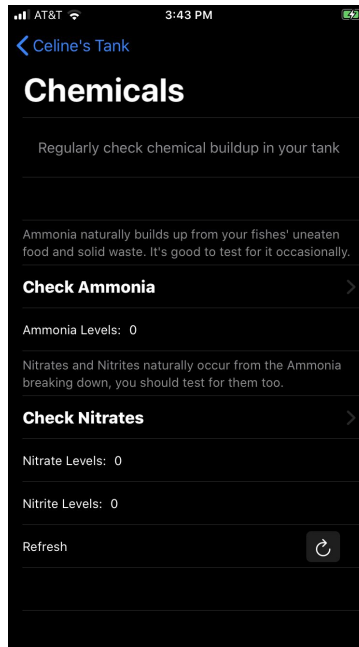 AT&T 3:43 PM
Celine's Tank
Chemicals
Regularly check chemical buildup in your tank
Ammonia naturally builds up from your fishes' uneaten
food and solid waste. It's good to test for it occasionally.
Check Ammonia
Ammonia Levels: 0
Nitrates and Nitrites naturally occur from the Ammonia
breaking down, you should test for them too.
Check Nitrates
Nitrate Levels: 0
Nitrite Levels: 0
Refresh